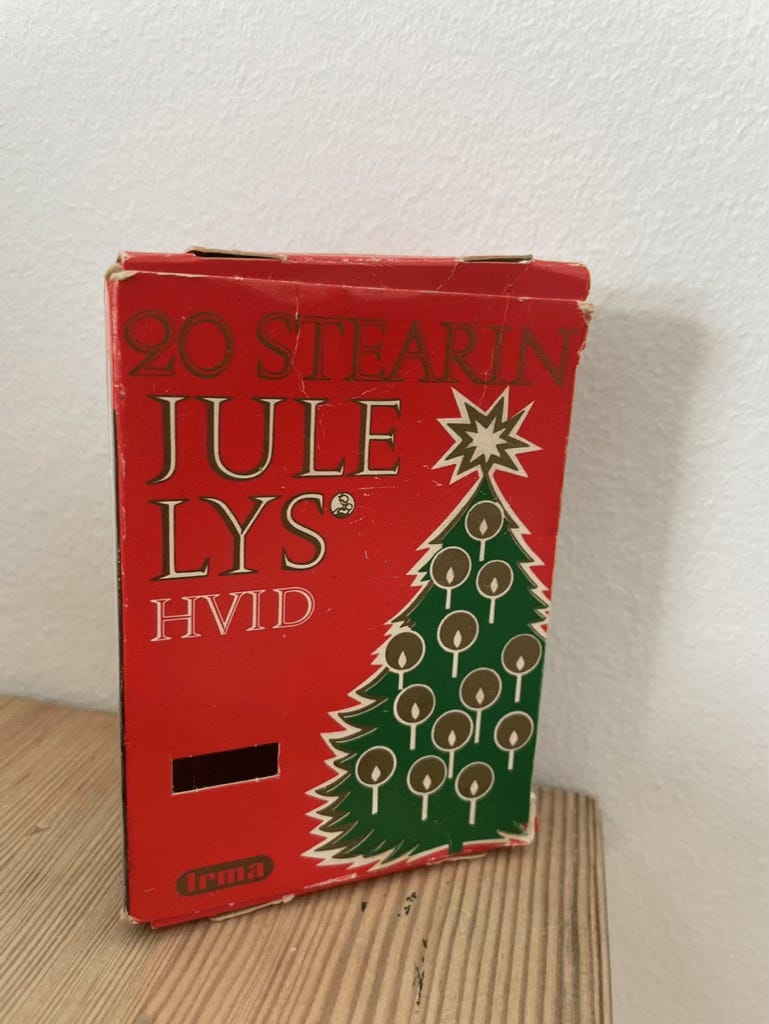 20 STEARIN
JULE
LYS
HVID
Irma